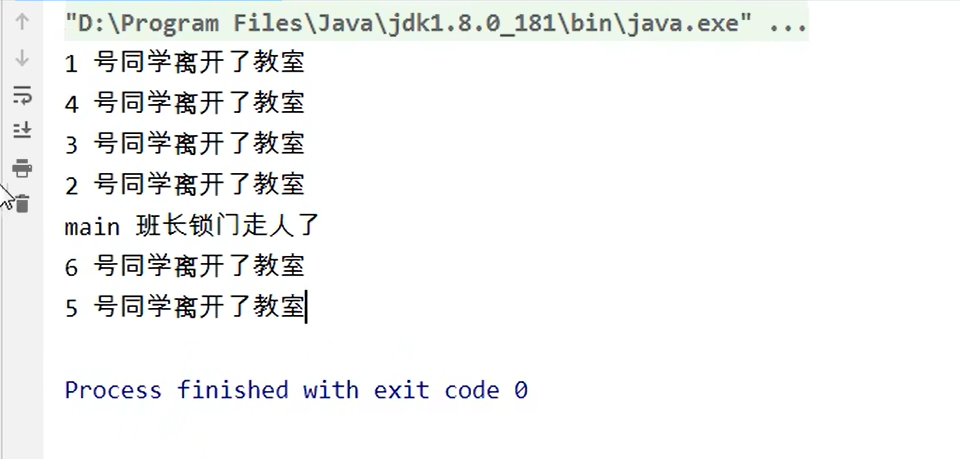 "D:\Program Files\Java\jdk1.8.0_181\bin\java.exe" ...
1 号同学离开了教室
4 号同学离开了教室
3 号同学离开了教室
2 号同学离开了教室
main 班长锁门走人了
6 号同学离开了教室
5 号同学离开了教室
Process finished with exit code 0